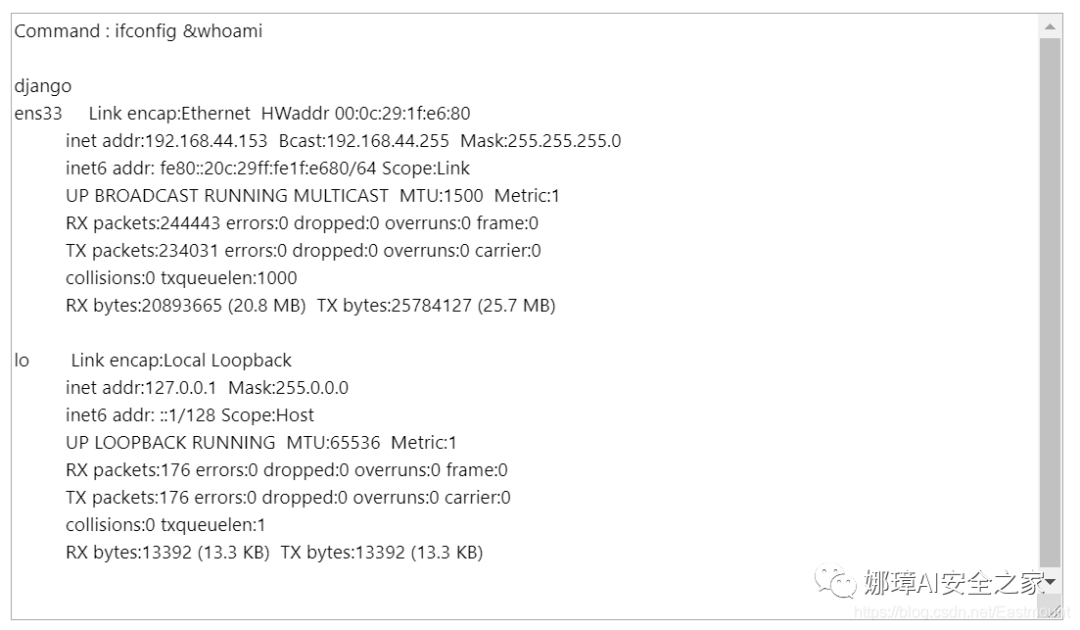 Command : ifconfig &whoami
django
ens33 Link encap:Ethernet HWaddr 00:0c:29:1f:e6:80
inet addr:192.168.44.153 Bcast:192.168.44.255 Mask:255.255.255.0
inet6 addr: fe80::20c:29ff:fe1f:e680/64 Scope:Link
UP BROADCAST RUNNING MULTICAST MTU:1500 Metric:1
RX packets:244443 errors:0 dropped:0 overruns:0 frame:0
TX packets:234031 errors:0 dropped:0 overruns:0 carrier:0
collisions:0 txqueuelen:1000
RX bytes:20893665 (20.8 MB) TX bytes:25784127 (25.7 MB)
lo Link encap:Local Loopback
inet addr:127.0.0.1 Mask:255.0.0.0
inet6 addr: ::1/128 Scope:Host
UP LOOPBACK RUNNING MTU:65536 Metric:1
RX packets:176 errors:0 dropped:0 overruns:0 frame:0
TX packets:176 errors:0 dropped:0 overruns:0 carrier:0
collisions:0 txqueuelen:1
RX bytes:13392 (13.3 KB) TX bytes:13392 (13.3 KB)
娜璋AI安全之家
https://blog.csdn.net/Eastmount